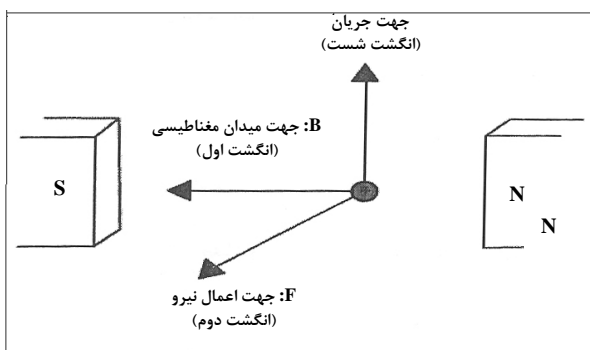 جهت جریان
(انگشت شست)
B: جهت میدان مغناطیسی
(انگشت اول)
S
N
N
F: جهت اعمال نیرو
(انگشت دوم)